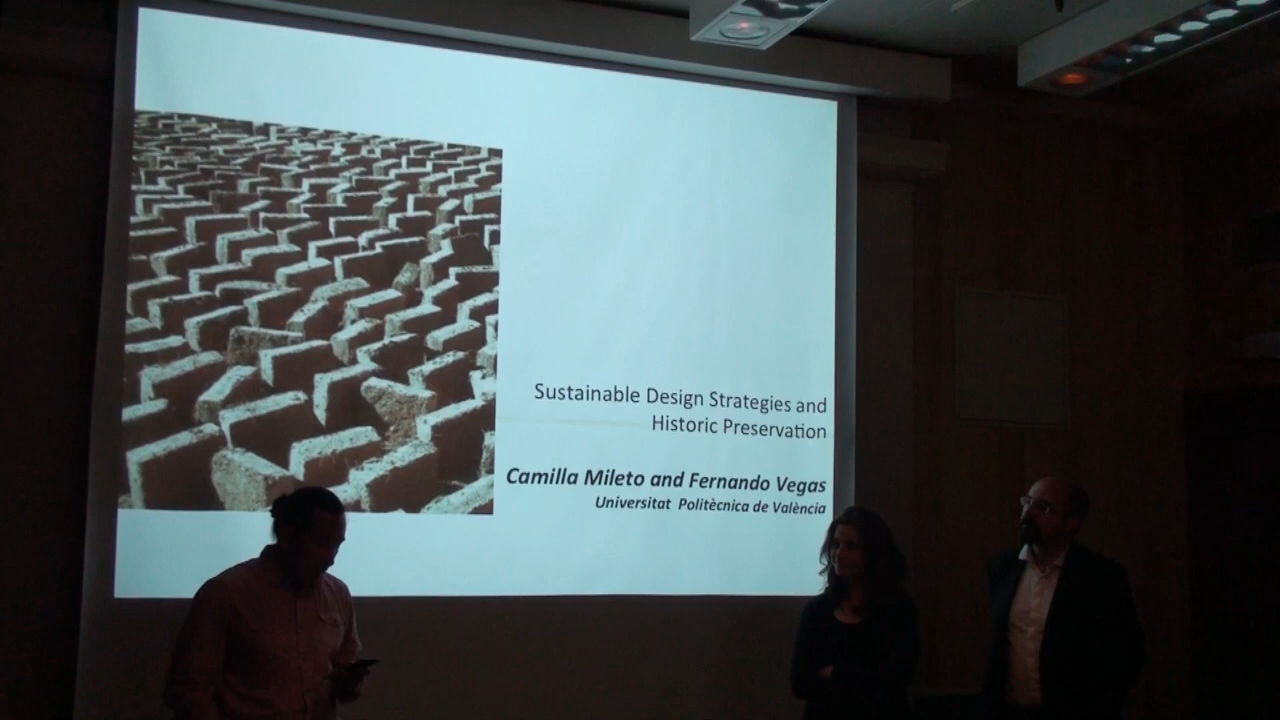 Sustainable Design Strategies and
Historic Preservation
Camilla Mileto and Fernando Vegas
Universitat Politècnica de València